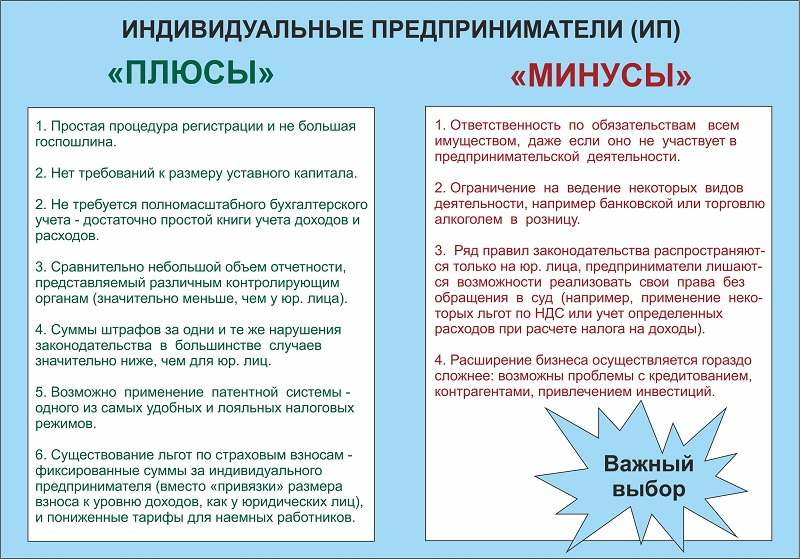 ИНДИВИДУАЛЬНЫЕ ПРЕДПРИНИМАТЕЛИ (ИП)
«ПЛЮСЫ»
1. Простая процедура регистрации и не большая
госпошлина.
2. Нет требований к размеру уставного капитала.
2. Не требуется полномасштабного бухгалтерского
учета - достаточно простой книги учета доходов и
расходов.
3. Сравнительно небольшой объем отчетности,
представляемый различным контролирующим
органам (значительно меньше, чем у юр. лица).
4. Суммы штрафов за одни и те же нарушения
законодательства в большинстве случаев
значительно ниже, чем для юр. лиц.
5. Возможно применение патентной системы -
одного из самых удобных и лояльных налоговых
режимов.
6. Существование льгот по страховым взносам -
фиксированные суммы за индивидуального
предпринимателя (вместо «привязки» размера
взноса к уровню доходов, как у юридических лиц),
и пониженные тарифы для наемных работников.
«МИНУСЫ»
1. Ответственность по обязательствам всем
имуществом, даже если оно не участвует в
предпринимательской деятельности.
2. Ограничение на ведение некоторых видов
деятельности, например банковской или торговлю
алкоголем в розницу.
3. Ряд правил законодательства распространяют-
ся только на юр. лица, предприниматели лишают-
ся возможности реализовать свои права без
обращения в суд (например, применение неко-
торых льгот по НДС или учет определенных
расходов при расчете налога на доходы).
4. Расширение бизнеса осуществляется гораздо
сложнее: возможны проблемы с кредитованием,
контрагентами, привлечением инвестиций.
Важный
выбор